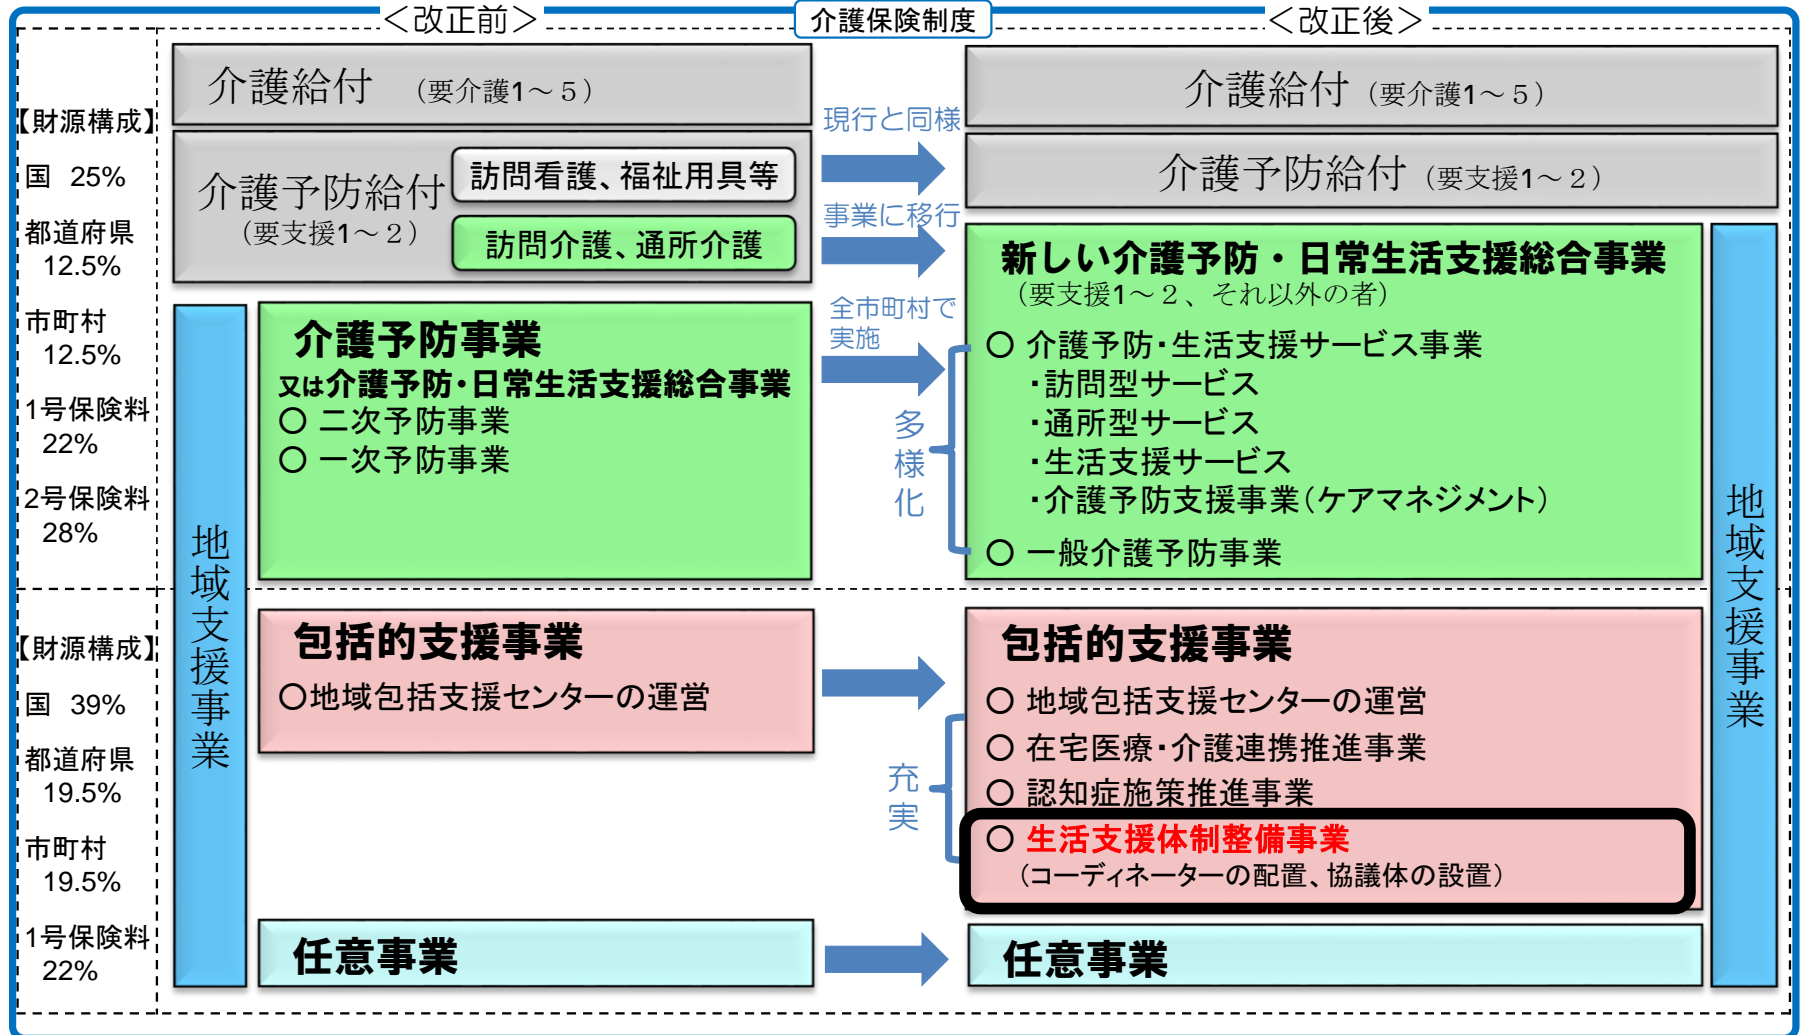 介護保険制度
＜改正前＞
＜改正後＞
【財源構成】
国 25%
都道府県
12.5%
市町村
12.5%
1号保険料
22%
2号保険料
28%
【財源構成】
国 39%
都道府県
19.5%
市町村
19.5%
1号保険料
22%
介護給付 （要介護1～５）
介護予防給付
（要支援1～２）
訪問看護、福祉用具等
訪問介護、通所介護
地域支援事業
介護予防事業
又は介護予防・日常生活支援総合事業
〇 二次予防事業
〇 一次予防事業
包括的支援事業
〇地域包括支援センターの運営
任意事業
現行と同様
事業に移行
全市町村で
実施
多様化
充実
介護給付（要介護1～５）
介護予防給付（要支援1～２）
新しい介護予防・日常生活支援総合事業
（要支援1～２、それ以外の者）
〇 介護予防・生活支援サービス事業
・訪問型サービス
・通所型サービス
・生活支援サービス
・介護予防支援事業（ケアマネジメント）
〇 一般介護予防事業
包括的支援事業
〇 地域包括支援センターの運営
〇 在宅医療・介護連携推進事業
〇 認知症施策推進事業
〇 生活支援体制整備事業
（コーディネーターの配置、協議体の設置）
任意事業
地域支援事業